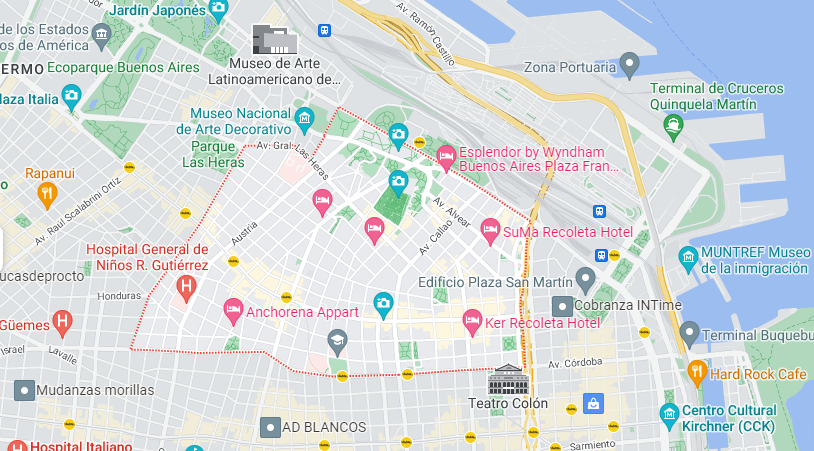 Jardín Japonés
Av. Ramón Castillo
de los Estados
os de América
Museo de Arte
Latinoamericano de...
ERMO
Ecoparque Buenos Aires
Zona Portuaria
Terminal de Cruceros
Quinquela Martín
laza Italia
Museo Nacional
de Arte Decorativo
Parque
Las Heras
Av. Gral. Las Heras
Esplendor by Wyndham
Buenos Aires Plaza Fran...
Rapanui
Av. Raúl Scalabrini Ortiz
Austria
Av. Alvear
Av. Callao
SuMa Recoleta Hotel
Hospital General de
Niños R. Gutiérrez
MUNTREF Museo
de la inmigración
ucasdeprocto
Edificio Plaza San Martín
Honduras
Cobranza INTime
Anchorena Appart
Ker Recoleta Hotel
Güemes
Terminal Buquebu
Israel
Lavalle
Av. Córdoba
Hard Rock Cafe
Mudanzas morillas
Teatro Colón
Centro Cultural
Kirchner (CCK)
AD BLANCOS
Hospital Italiano
Sarmiento
H
H
H